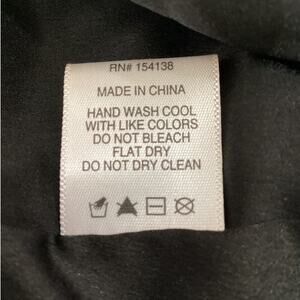 RN# 154138
MADE IN CHINA
HAND WASH COOL
WITH LIKE COLORS
DO NOT BLEACH
FLAT DRY
DO NOT DRY CLEAN